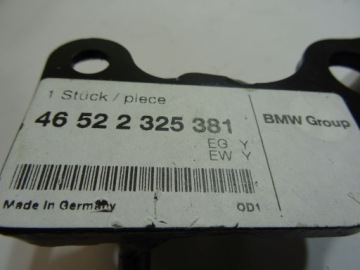 1 Stück / piece
46 52 2 325 381
BMW Group
EG Y
EW Y
Made In Germany
OD1